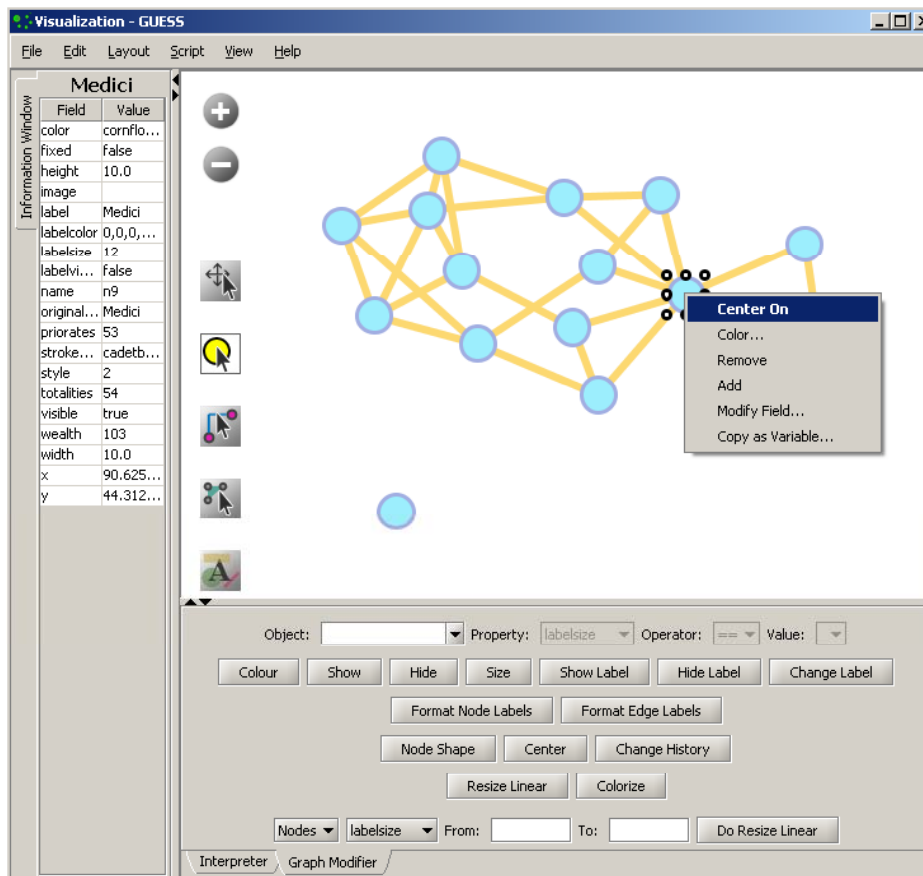 Visualization - GUESS
File Edit Layout Script View Help
Information Window
Medici
Field Value
color cornflo...
fixed false
height 10.0
image
label Medici
labelcolor 0,0,0,...
labelsize 12
labelvi... false
name n9
original... Medici
priorates 53
stroke... cadetb...
style 2
totalities 54
visible true
wealth 103
width 10.0
x 90.625...
y 44.312...
Center On
Color...
Remove
Add
Modify Field...
Copy as Variable...
A
Object: Property: labelsize Operator: == Value:
Colour Show Hide Size Show Label Hide Label Change Label
Format Node Labels Format Edge Labels
Node Shape Center Change History
Resize Linear Colorize
Nodes labelsize From: To: Do Resize Linear
Interpreter Graph Modifier